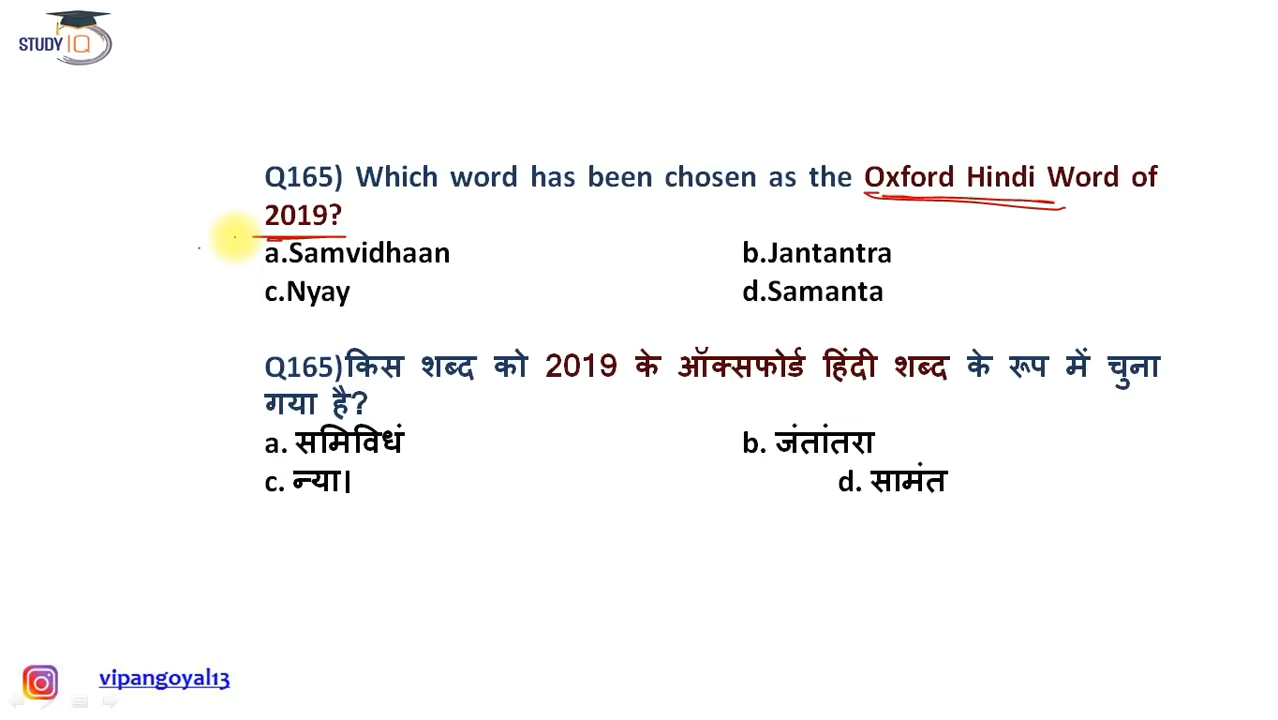 STUDY IQ
Q165) Which word has been chosen as the Oxford Hindi Word of
2019?
a.Samvidhaan b.Jantantra
c.Nyay d.Samanta
Q165)किस शब्द को 2019 के ऑक्सफोर्ड हिंदी शब्द के रूप में चुना
गया है?
a. समिविधं b. जंतांतरा
c. न्या। d. सामंत
vipangoyal13